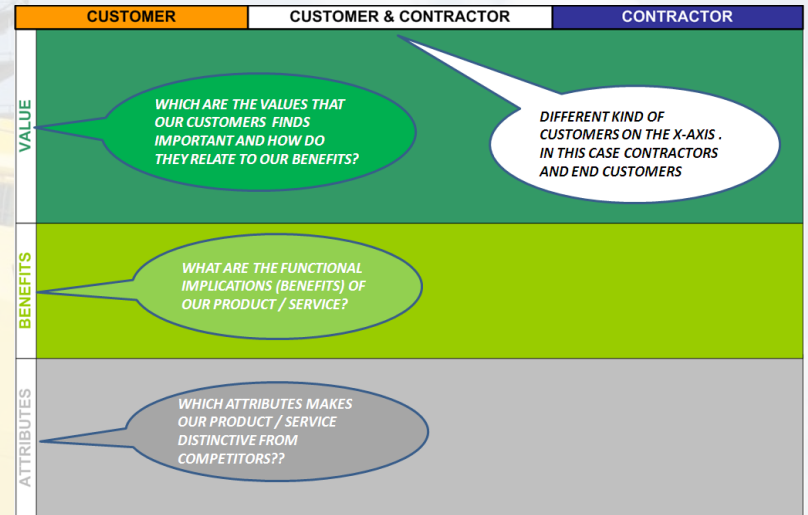 CUSTOMER
CUSTOMER & CONTRACTOR
CONTRACTOR
VALUE
WHICH ARE THE VALUES THAT
OUR CUSTOMERS FINDS
IMPORTANT AND HOW DO
THEY RELATE TO OUR BENEFITS?
DIFFERENT KIND OF
CUSTOMERS ON THE X-AXIS .
IN THIS CASE CONTRACTORS
AND END CUSTOMERS
BENEFITS
WHAT ARE THE FUNCTIONAL
IMPLICATIONS (BENEFITS) OF
OUR PRODUCT / SERVICE?
ATTRIBUTES
WHICH ATTRIBUTES MAKES
OUR PRODUCT / SERVICE
DISTINCTIVE FROM
COMPETITORS??